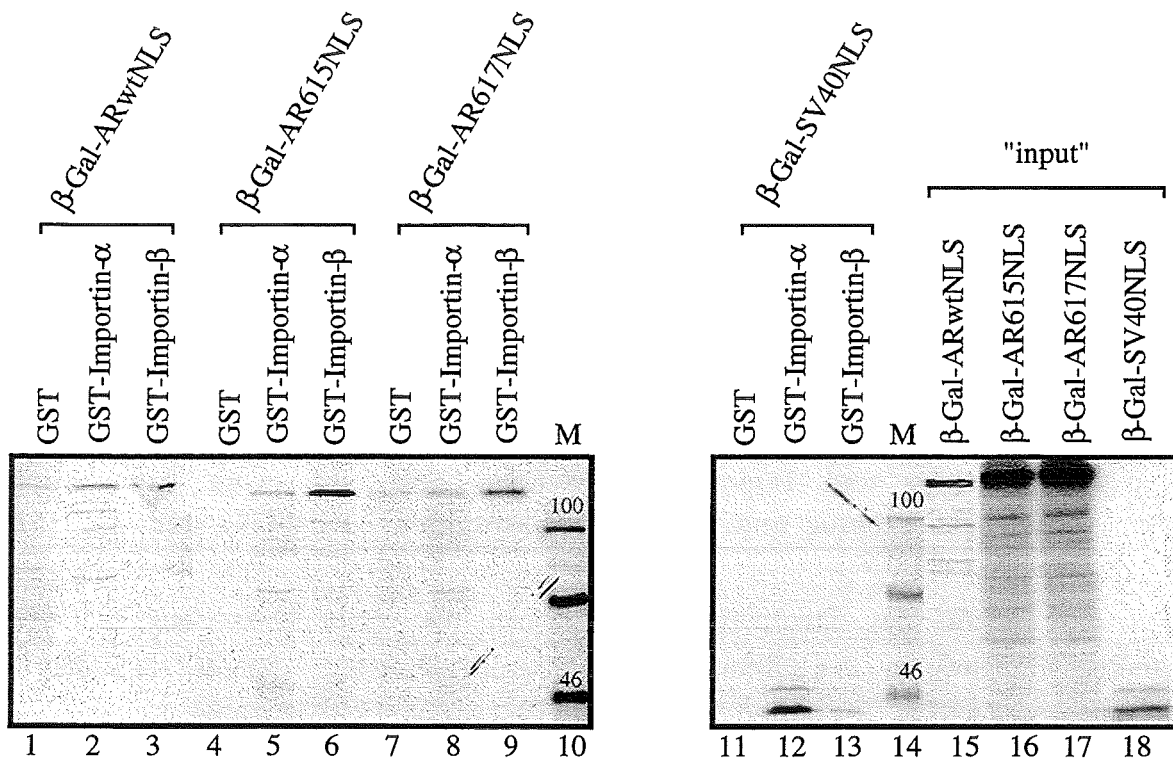 β-Gal-ARwtNLS
β-Gal-AR615NLS
β-Gal-AR617NLS
GST
GST-Importin-α
GST-Importin-β
GST
GST-Importin-α
GST-Importin-β
GST
GST-Importin-α
GST-Importin-β
M
100
46
1 2 3 4 5 6 7 8 9 10
β-Gal-SV40NLS
"input"
GST
GST-Importin-α
GST-Importin-β
M
β-Gal-ARwtNLS
β-Gal-AR615NLS
β-Gal-AR617NLS
β-Gal-SV40NLS
100
46
11 12 13 14 15 16 17 18